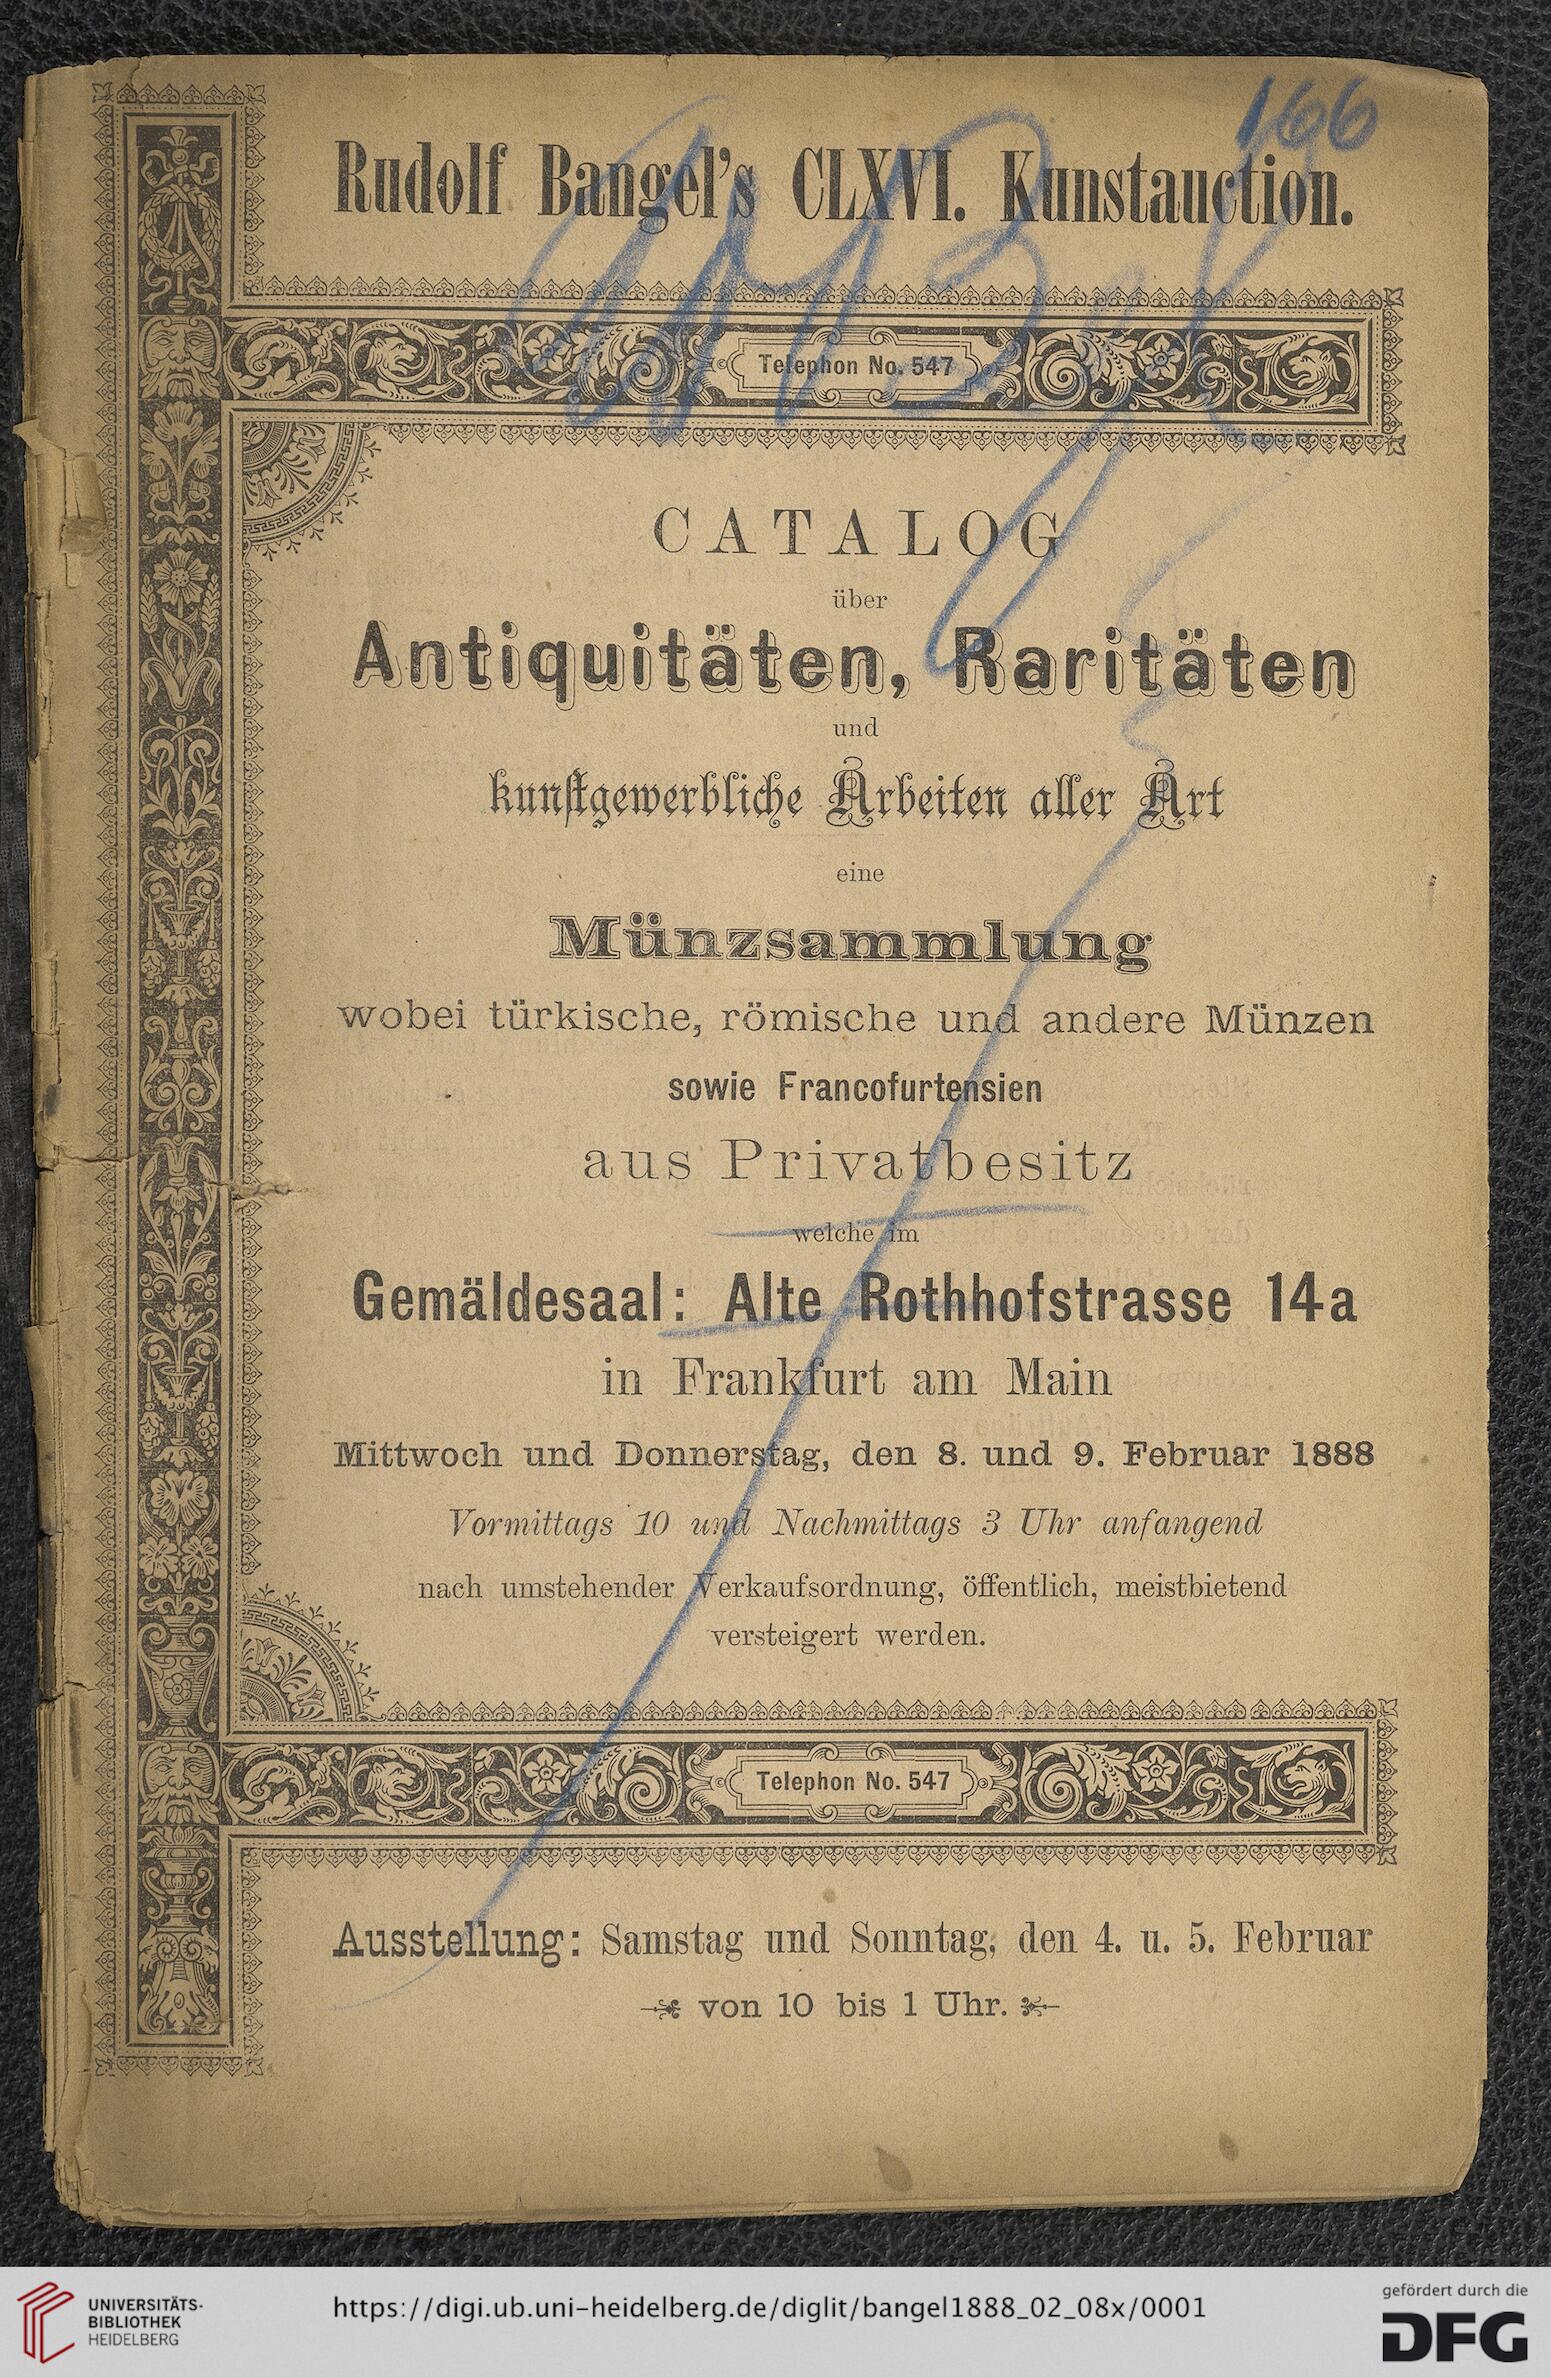 166
Rudolf Bangel's CLXVI. Kunstauction.
Telephon No. 547
CATALOG
über
Antiquitäten, Raritäten
und
kunstgewerbliche Arbeiten aller Art
eine
Münzsammlung
wobei türkische, römische und andere Münzen
sowie Francofurtensien
aus Privatbesitz
welche im
Gemäldesaal: Alte Rothhofstrasse 14a
in Frankfurt am Main
Mittwoch und Donnerstag, den 8. und 9. Februar 1888
Vormittags 10 und Nachmittags 3 Uhr anfangend
nach umstehender Verkaufsordnung, öffentlich, meistbietend
versteigert werden.
Telephon No. 547
Ausstellung: Samstag und Sonntag, den 4. u. 5. Februar
von 10 bis 1 Uhr.
UNIVERSITÄTS-
BIBLIOTHEK
HEIDELBERG
https://digi.ub.uni-heidelberg.de/diglit/bangel1888_02_08x/0001
gefördert durch die
DFG